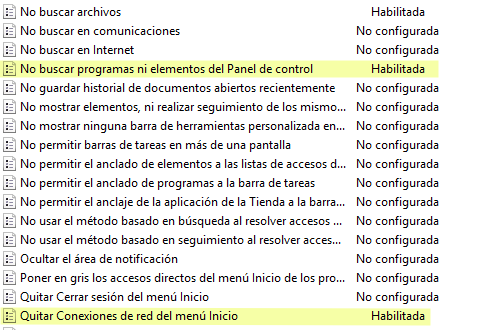 No buscar archivos Habilitada
No buscar en comunicaciones No configurada
No buscar en Internet No configurada
No buscar programas ni elementos del Panel de control Habilitada
No guardar historial de documentos abiertos recientemente No configurada
No mostrar elementos, ni realizar seguimiento de los mismo... No configurada
No mostrar ninguna barra de herramientas personalizada en... No configurada
No permitir barras de tareas en más de una pantalla No configurada
No permitir el anclado de elementos a las listas de accesos d... No configurada
No permitir el anclado de programas a la barra de tareas No configurada
No permitir el anclaje de la aplicación de la Tienda a la barra... No configurada
No usar el método basado en búsqueda al resolver accesos ... No configurada
No usar el método basado en seguimiento al resolver acces... No configurada
Ocultar el área de notificación No configurada
Poner en gris los accesos directos del menú Inicio de los pro... No configurada
Quitar Cerrar sesión del menú Inicio No configurada
Quitar Conexiones de red del menú Inicio Habilitada